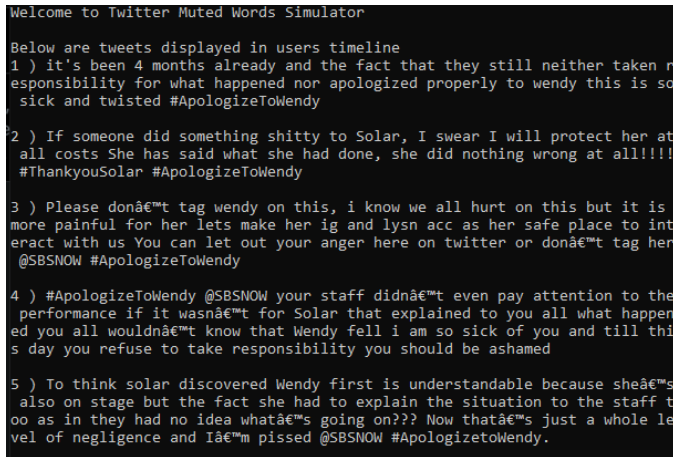 Welcome to Twitter Muted Words Simulator
Below are tweets displayed in users timeline
1 ) it's been 4 months already and the fact that they still neither taken r
esponsibility for what happened nor apologized properly to wendy this is so
sick and twisted #ApologizeToWendy
2 ) If someone did something shitty to Solar, I swear I will protect her at
all costs She has said what she had done, she did nothing wrong at all!!!!
#ThankyouSolar #ApologizeToWendy
3 ) Please donâ€™t tag wendy on this, i know we all hurt on this but it is
more painful for her lets make her ig and lysn acc as her safe place to int
eract with us You can let out your anger here on twitter or donâ€™t tag her
@SBSNOW #ApologizeToWendy
4 ) #ApologizeToWendy @SBSNOW your staff didnâ€™t even pay attention to the
performance if it wasnâ€™t for Solar that explained to you all what happen
ed you all wouldnâ€™t know that Wendy fell i am so sick of you and till thi
s day you refuse to take responsibility you should be ashamed
5 ) To think solar discovered Wendy first is understandable because sheâ€™s
also on stage but the fact she had to explain the situation to the staff t
oo as in they had no idea whatâ€™s going on??? Now thatâ€™s just a whole le
vel of negligence and Iâ€™m pissed @SBSNOW #ApologizetoWendy.